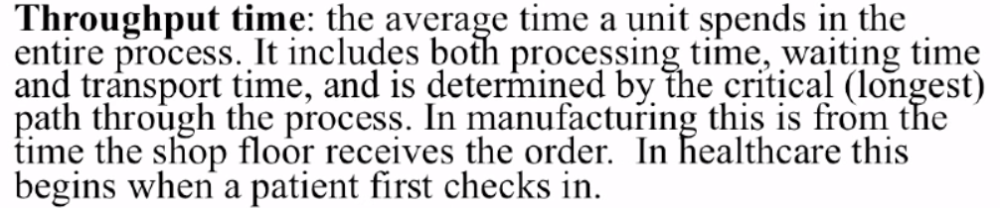 Throughput time: the average time a unit spends in the
entire process. It includes both processing time, waiting time
and transport time, and is determined by the critical (longest)
path through the process. In manufacturing this is from the
time the shop floor receives the order.  In healthcare this
begins when a patient first checks in.